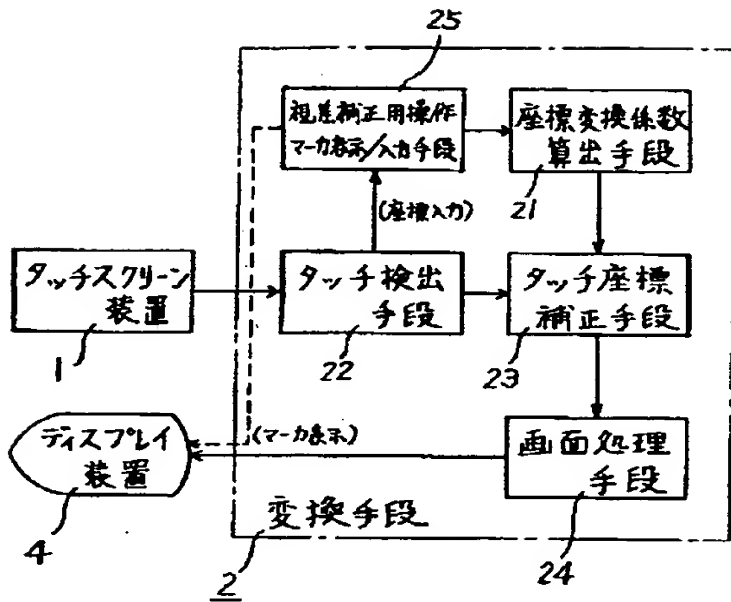 25
視差補正用操作
マーカ表示/入力手段
座標変換係数
算出手段
21
(座標入力)
タッチスクリーン
装置
1
タッチ検出
手段
22
タッチ座標
補正手段
23
ディスプレイ
装置
4
(マーカ表示)
画面処理
手段
24
変換手段
2